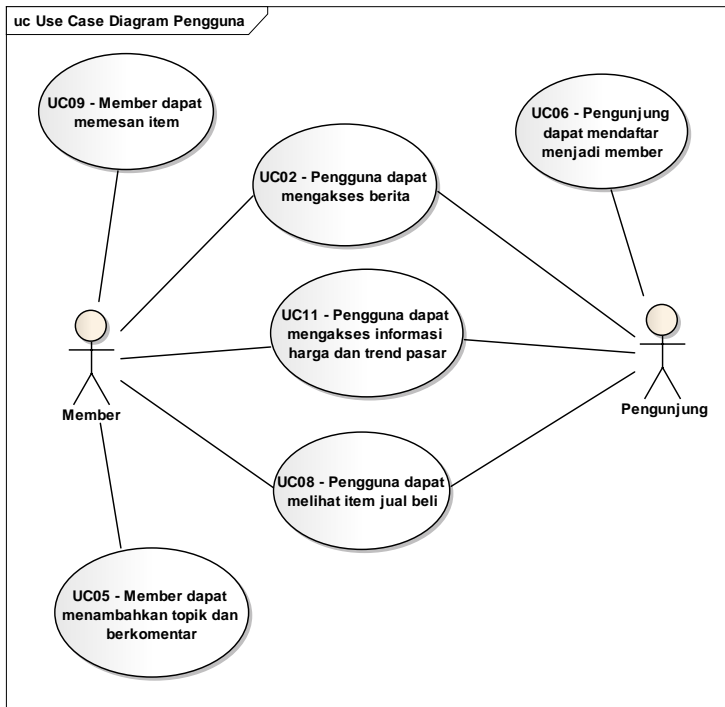 uc Use Case Diagram Pengguna
UC09 - Member dapat
memesan item
UC06 - Pengunjung
dapat mendaftar
menjadi member
UC02 - Pengguna dapat
mengakses berita
UC11 - Pengguna dapat
mengakses informasi
harga dan trend pasar
Member
Pengunjung
UC08 - Pengguna dapat
melihat item jual beli
UC05 - Member dapat
menambahkan topik dan
berkomentar